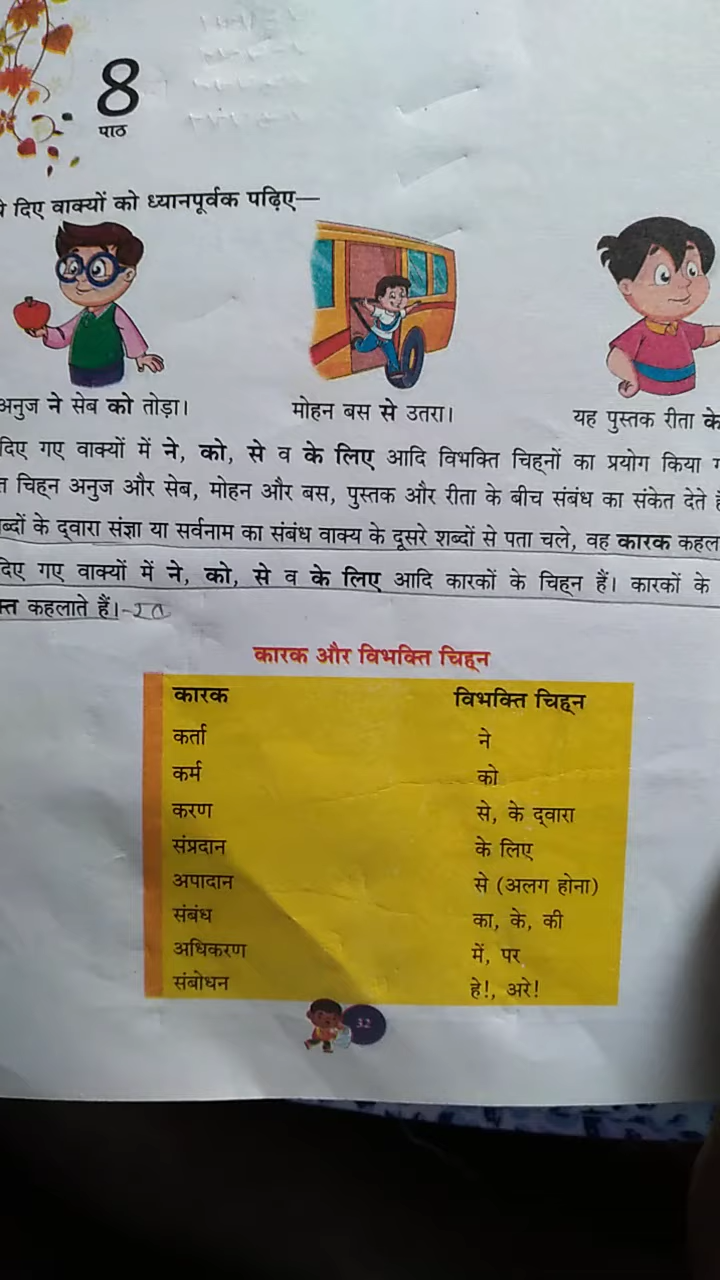 8
पाठ
दिए वाक्यों को ध्यानपूर्वक पढ़िए—
अनुज ने सेब को तोड़ा।
मोहन बस से उतरा।
यह पुस्तक रीता के
दिए गए वाक्यों में ने, को, से व के लिए आदि विभक्ति चिह्नों का प्रयोग किया
चिह्न अनुज और सेब, मोहन और बस, पुस्तक और रीता के बीच संबंध का संकेत देते
के द्वारा संज्ञा या सर्वनाम का संबंध वाक्य के दूसरे शब्दों से पता चले, वह कारक
दिए गए वाक्यों में ने, को, से व के लिए आदि कारकों के चिह्न हैं। कारकों के
कहलाते हैं।
कारक और विभक्ति चिह्न
कारक विभक्ति चिह्न
कर्ता ने
कर्म को
करण से, के द्वारा
संप्रदान के लिए
अपादान से (अलग होना)
संबंध का, के, की
अधिकरण में, पर
संबोधन हे!, अरे!
32